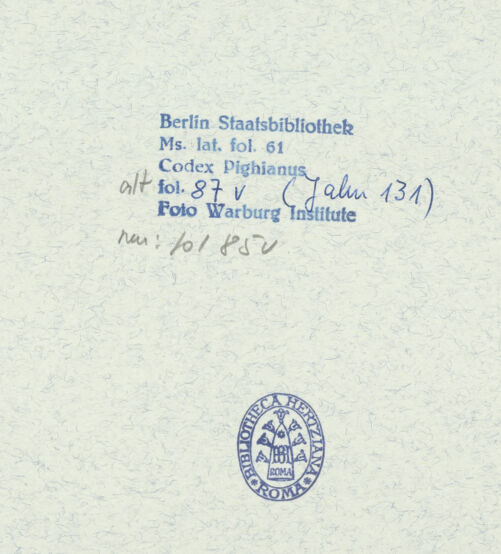 Berlin Staatsbibliothek
Ms. lat. fol. 61
Codex Pighianus
alt fol. 87 v (Jahn 131)
Foto Warburg Institute
neu: fol 85v
BIBLIOTHECA HERTZIANA
ROMA
ROMA